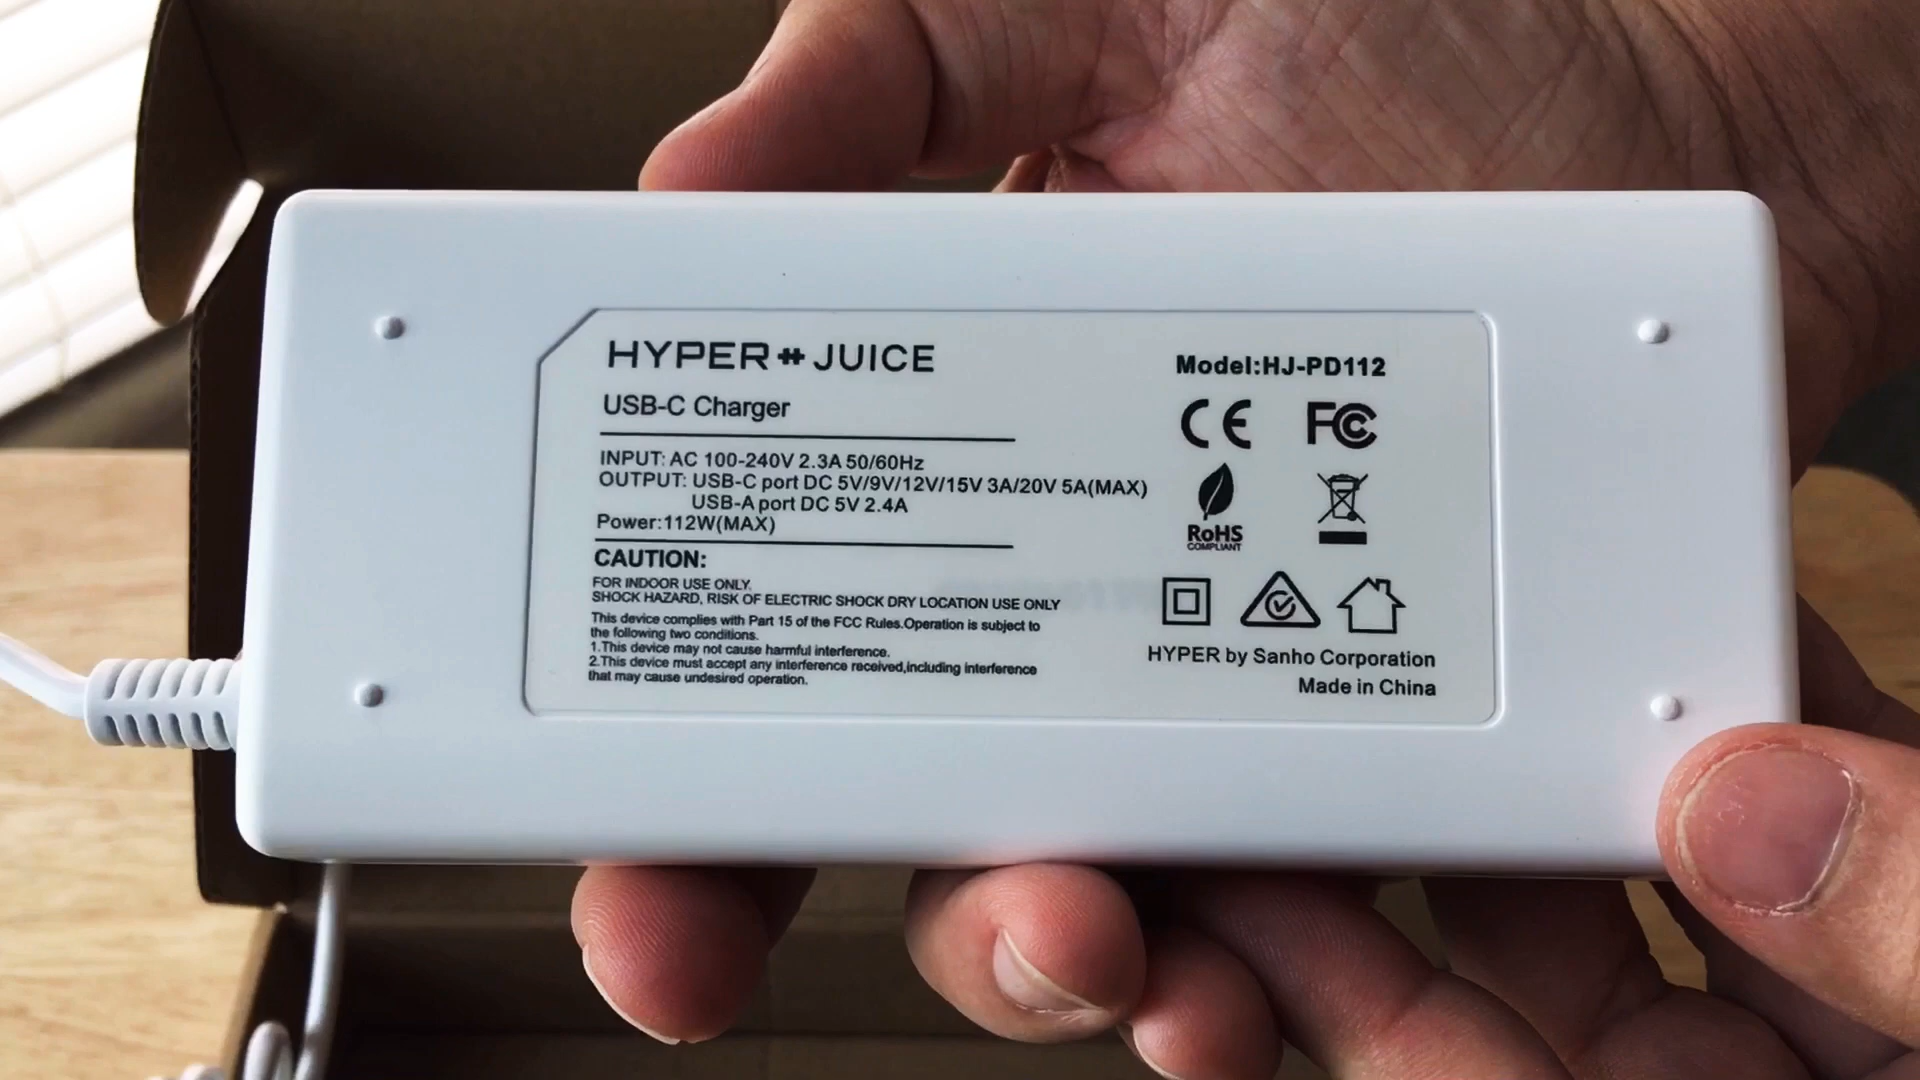 HYPER JUICE
USB-C Charger
INPUT: AC 100-240V 2.3A 50/60Hz
OUTPUT: USB-C port DC 5V/9V/12V/15V 3A/20V 5A(MAX)
USB-A port DC 5V 2.4A
Power:112W(MAX)
CAUTION:
FOR INDOOR USE ONLY.
SHOCK HAZARD, RISK OF ELECTRIC SHOCK DRY LOCATION USE ONLY
This device complies with Part 15 of the FCC Rules.Operation is subject to
the following two conditions.
1.This device may not cause harmful interference.
2.This device must accept any interference received,including interference
that may cause undesired operation.
Model:HJ-PD112
CE FC
RoHS
COMPLIANT
HYPER by Sanho Corporation
Made in China